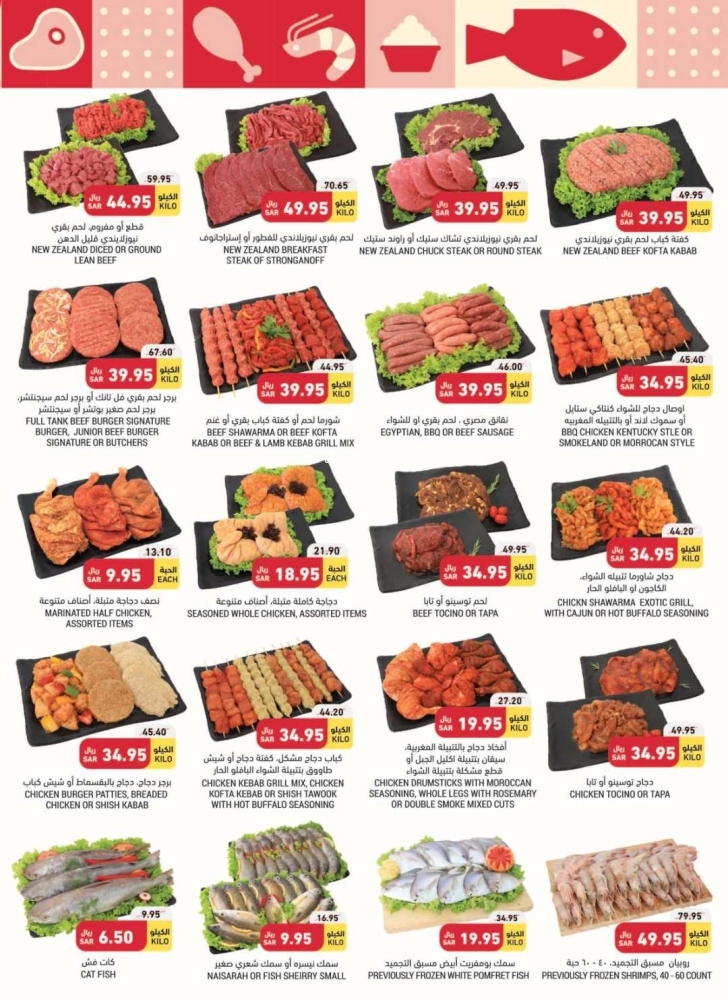 59.95
ريال
SAR 44.95
الكيلو
KILO
قطع أو مفروم، لحم بقري
نيوزيلايندي قليل الدهن
NEW ZEALAND DICED OR GROUND
LEAN BEEF
70.65
ريال
SAR 49.95
الكيلو
KILO
لحم بقري نيوزيلاندي للفطور أو إستراجانوف
NEW ZEALAND BREAKFAST
STEAK OF STRONGANOFF
49.95
ريال
SAR 39.95
الكيلو
KILO
لحم بقري نيوزيلاندي تشاك ستيك أو راوند ستيك
NEW ZEALAND CHUCK STEAK OR ROUND STEAK
49.95
ريال
SAR 39.95
الكيلو
KILO
كفتة كباب لحم بقري نيوزيلاندي
NEW ZEALAND BEEF KOFTA KABAB
67.60
ريال
SAR 39.95
الكيلو
KILO
برجر لحم برجر فل تانك أو برجر لحم سيجنتشر،
برجر لحم صغير بوتشر أو سيجنتشر
FULL TANK BEEF BURGER SIGNATURE
BURGER, JUNIOR BEEF BURGER
SIGNATURE OR BUTCHERS
44.95
ريال
SAR 39.95
الكيلو
KILO
شورما لحم أو كفتة كباب بقري أو غنم
BEEF SHAWARMA OR BEEF KOFTA
KABAB OR BEEF & LAMB KEBAB GRILL MIX
46.00
ريال
SAR 39.95
الكيلو
KILO
نقانق مصري ، لحم بقري او للشواء
EGYPTIAN, BBQ OR BEEF SAUSAGE
45.40
ريال
SAR 34.95
الكيلو
KILO
اوصال دجاج للشواء كنتاكي ستايل
أو سموك لاند أو بالتتبيله المغربيه
BBQ CHICKEN KENTUCKY STLE OR
SMOKELAND OR MORROCAN STYLE
13.10
ريال
SAR 9.95
الحبة
EACH
نصف دجاجة متبلة، أصناف متنوعة
MARINATED HALF CHICKEN,
ASSORTED ITEMS
21.90
ريال
SAR 18.95
الحبة
EACH
دجاجة كاملة متبلة، أصناف متنوعة
SEASONED WHOLE CHICKEN, ASSORTED ITEMS
49.95
ريال
SAR 34.95
الكيلو
KILO
لحم توسينو أو تابا
BEEF TOCINO OR TAPA
44.20
ريال
SAR 34.95
الكيلو
KILO
دجاج شاورما تتبيله الشواء،
الكاجون او البافلو الحار
CHICKN SHAWARMA EXOTIC GRILL,
WITH CAJUN OR HOT BUFFALO SEASONING
45.40
ريال
SAR 34.95
الكيلو
KILO
برجر دجاج، دجاج بالبقسماط أو شيش كباب
CHICKEN BURGER PATTIES, BREADED
CHICKEN OR SHISH KABAB
44.20
ريال
SAR 34.95
الكيلو
KILO
كباب دجاج مشكل، كفتة دجاج أو شيش
طاووق بتتبيلة الشواء البافلو الحار
CHICKEN KEBAB GRILL MIX, CHICKEN
KOFTA KEBAB OR SHISH TAWOOK
WITH HOT BUFFALO SEASONING
27.20
ريال
SAR 19.95
الكيلو
KILO
أفخاذ دجاج بالتتبيلة المغربية،
سيقان بتتبيلة اكليل الجبل أو
قطع مشكلة بتتبيلة الشواء
CHICKEN DRUMSTICKS WITH MOROCCAN
SEASONING, WHOLE LEGS WITH ROSEMARY
OR DOUBLE SMOKE MIXED CUTS
49.95
ريال
SAR 34.95
الكيلو
KILO
دجاج توسينو أو تابا
CHICKEN TOCINO OR TAPA
9.95
ريال
SAR 6.50
الكيلو
KILO
كات فش
CAT FISH
16.95
ريال
SAR 9.95
الكيلو
KILO
سمك نيسره أو سمك شعري صغير
NAISARAH OR FISH SHEIRRY SMALL
34.95
ريال
SAR 19.95
الكيلو
KILO
سمك بومفريت أبيض مسبق التجميد
PREVIOUSLY FROZEN WHITE POMFRET FISH
79.95
ريال
SAR 49.95
الكيلو
KILO
روبيان مسبق التجميد، ٤٠ - ٦٠ حبة
PREVIOUSLY FROZEN SHRIMPS, 40 - 60 COUNT